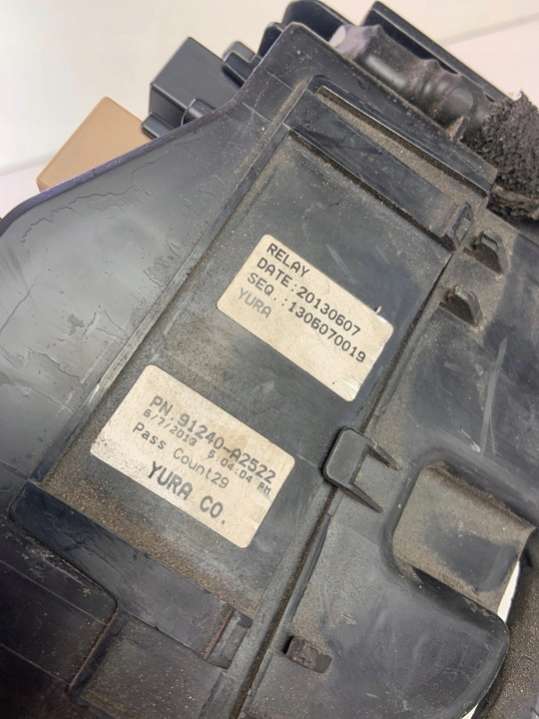 RELAY
DATE:20130607
SEQ.:1306070019
YURA
PN:91240-A2522
6/7/2013 5:04:04 AM
Pass Count29
YURA CO.